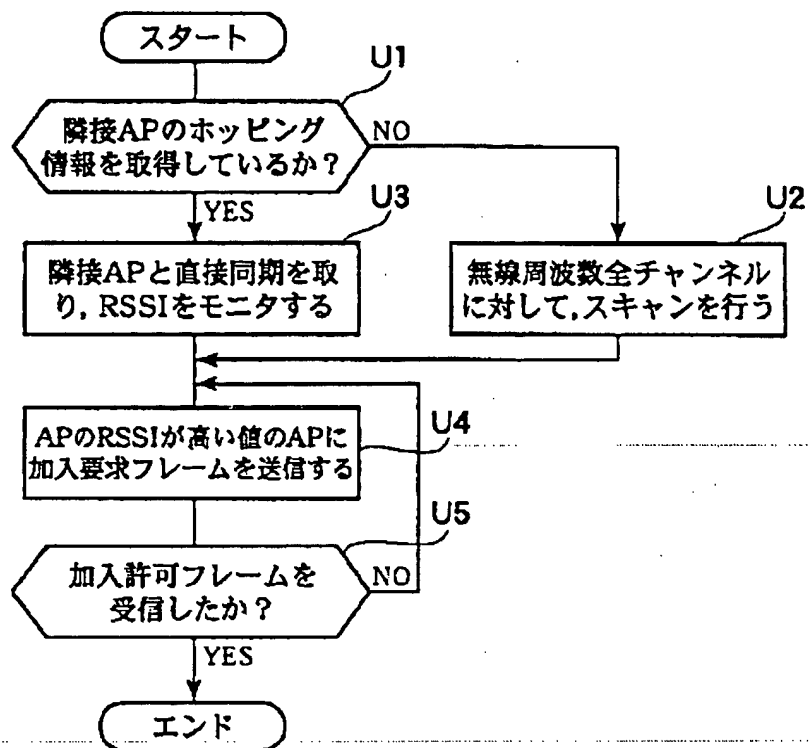 スタート
U1
隣接APのホッピング
情報を取得しているか？
NO
YES
U3
隣接APと直接同期を取
り，RSSIをモニタする
U2
無線周波数全チャンネル
に対して，スキャンを行う
U4
APのRSSIが高い値のAPに
加入要求フレームを送信する
U5
加入許可フレームを
受信したか？
NO
YES
エンド